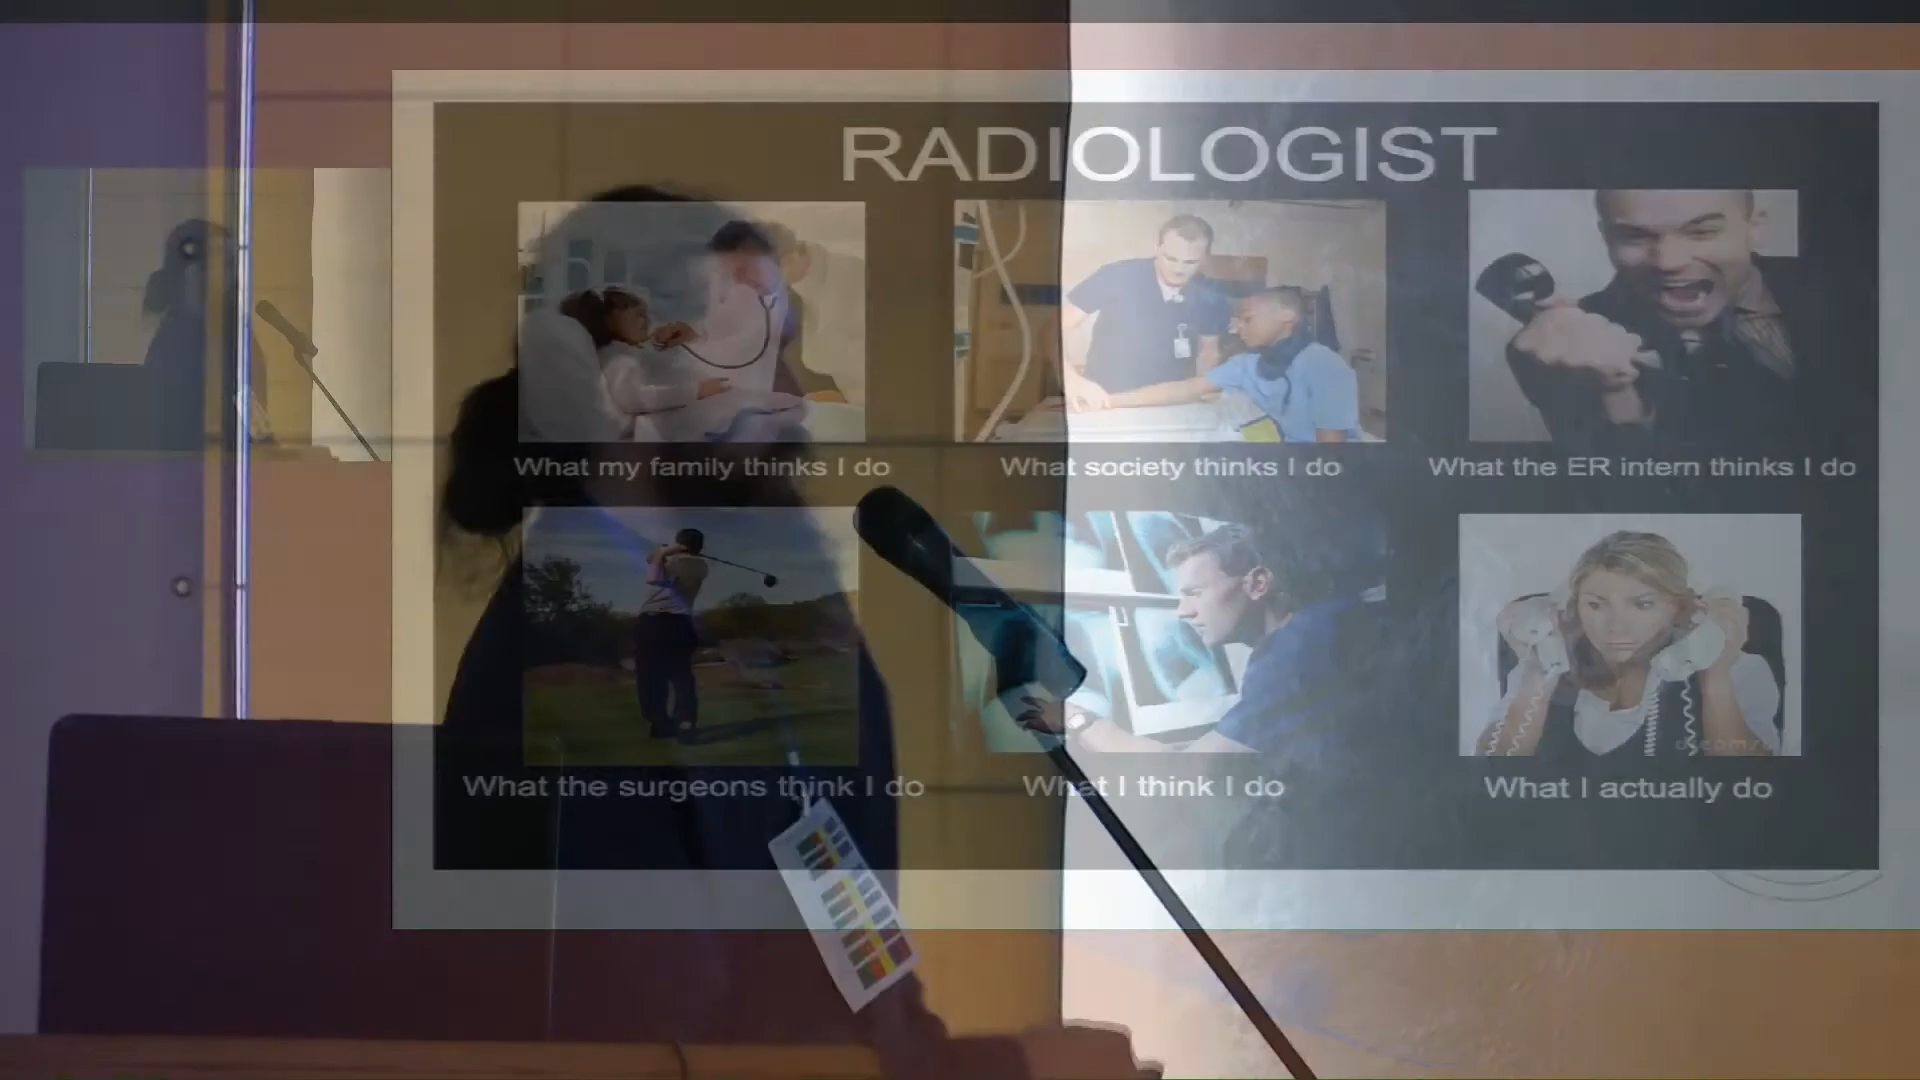 RADIOLOGIST
What my family thinks I do
What society thinks I do
What the ER intern thinks I do
What the surgeons think I do
What I think I do
What I actually do